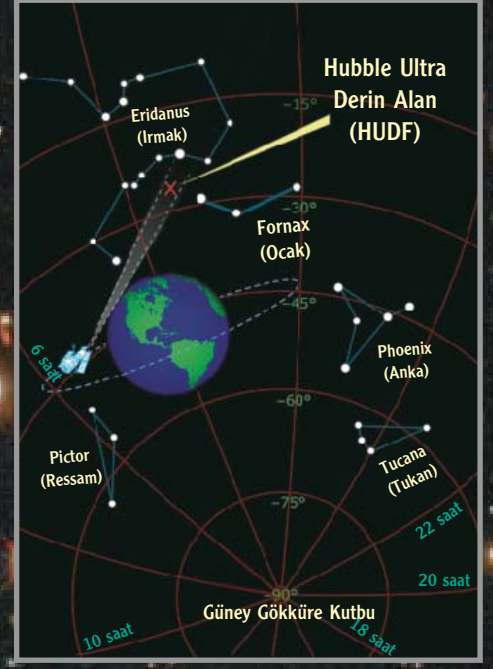 Hubble Ultra
Derin Alan
(HUDF)
Eridanus
(Irmak)
−15°
−30°
Fornax
(Ocak)
−45°
6 saat
Phoenix
(Anka)
−60°
Pictor
(Ressam)
Tucana
(Tukan)
−75°
22 saat
20 saat
−90°
Güney Gökküre Kutbu
18 saat
10 saat